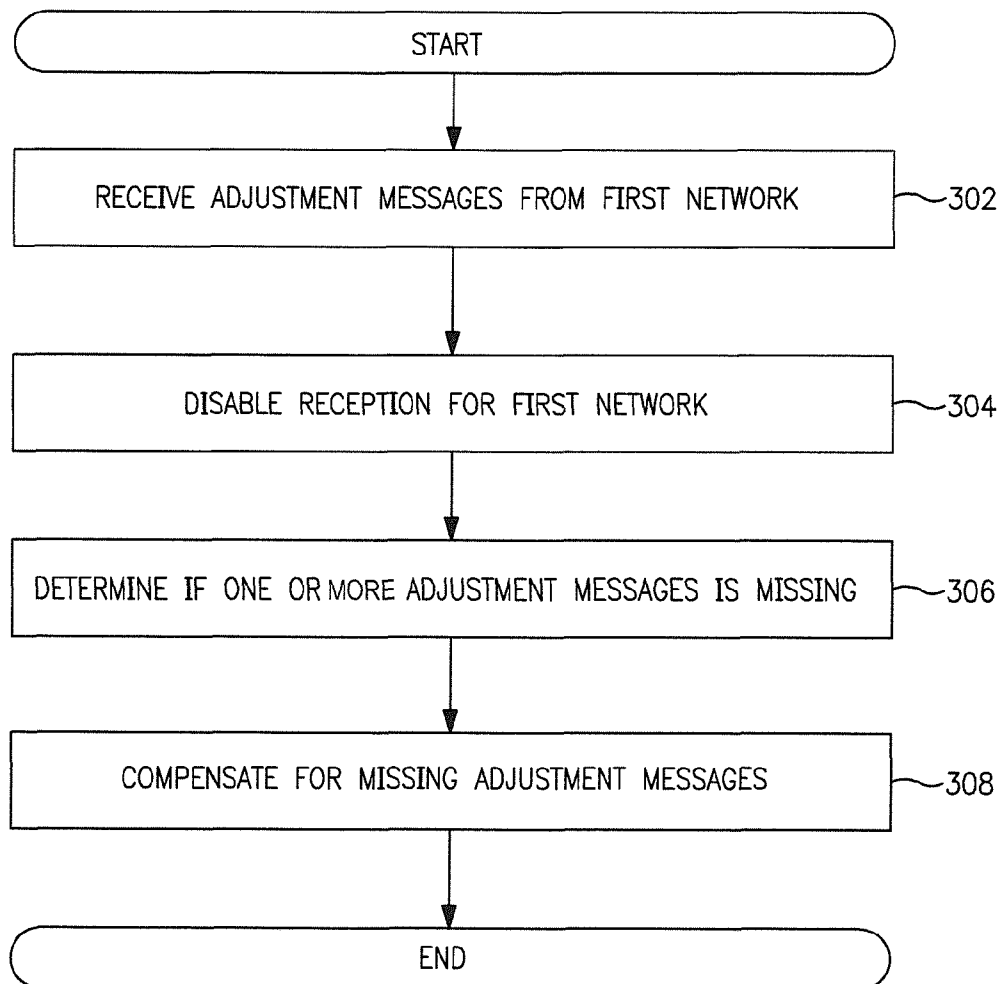 START
RECEIVE ADJUSTMENT MESSAGES FROM FIRST NETWORK 302
DISABLE RECEPTION FOR FIRST NETWORK 304
DETERMINE IF ONE OR MORE ADJUSTMENT MESSAGES IS MISSING 306
COMPENSATE FOR MISSING ADJUSTMENT MESSAGES 308
END